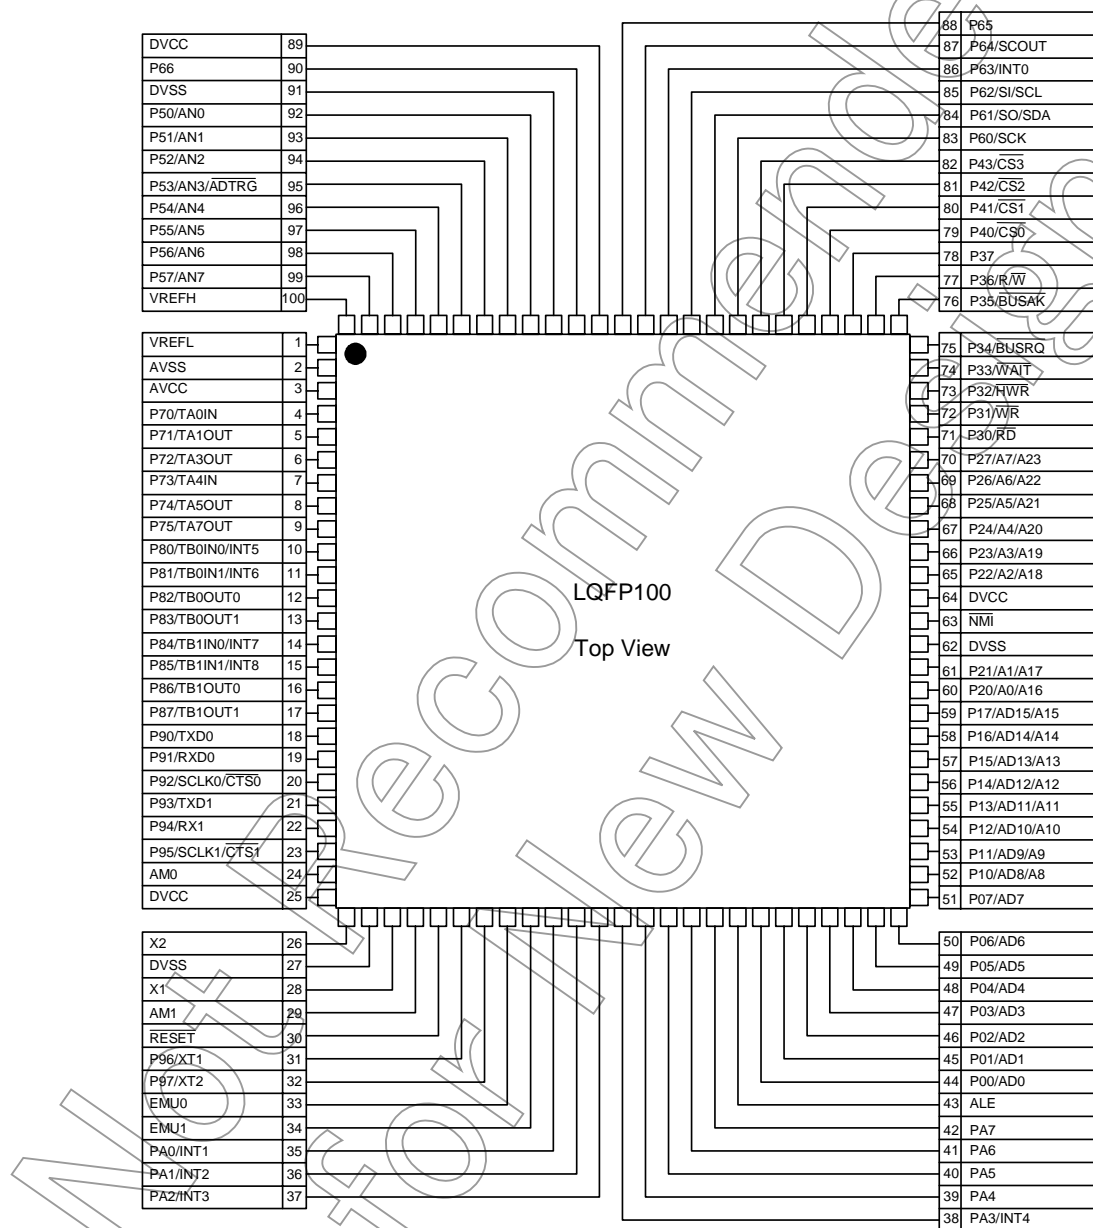 DVCC 89
P66 90
DVSS 91
P50/AN0 92
P51/AN1 93
P52/AN2 94
P53/AN3/ADTRG 95
P54/AN4 96
P55/AN5 97
P56/AN6 98
P57/AN7 99
VREFH 100
88 P65
87 P64/SCOUT
86 P63/INT0
85 P62/SI/SCL
84 P61/SO/SDA
83 P60/SCK
82 P43/CS3
81 P42/CS2
80 P41/CS1
79 P40/CS0
78 P37
77 P36/R/W
76 P35/BUSAK
VREFL 1
AVSS 2
AVCC 3
P70/TA0IN 4
P71/TA1OUT 5
P72/TA3OUT 6
P73/TA4IN 7
P74/TA5OUT 8
P75/TA7OUT 9
P80/TB0IN0/INT5 10
P81/TB0IN1/INT6 11
P82/TB0OUT0 12
P83/TB0OUT1 13
P84/TB1IN0/INT7 14
P85/TB1IN1/INT8 15
P86/TB1OUT0 16
P87/TB1OUT1 17
P90/TXD0 18
P91/RXD0 19
P92/SCLK0/CTS0 20
P93/TXD1 21
P94/RX1 22
P95/SCLK1/CTS1 23
AM0 24
DVCC 25
LQFP100
Top View
75 P34/BUSRQ
74 P33/WAIT
73 P32/HWR
72 P31/WR
71 P30/RD
70 P27/A7/A23
69 P26/A6/A22
68 P25/A5/A21
67 P24/A4/A20
66 P23/A3/A19
65 P22/A2/A18
64 DVCC
63 NMI
62 DVSS
61 P21/A1/A17
60 P20/A0/A16
59 P17/AD15/A15
58 P16/AD14/A14
57 P15/AD13/A13
56 P14/AD12/A12
55 P13/AD11/A11
54 P12/AD10/A10
53 P11/AD9/A9
52 P10/AD8/A8
51 P07/AD7
X2 26
DVSS 27
X1 28
AM1 29
RESET 30
P96/XT1 31
P97/XT2 32
EMU0 33
EMU1 34
PA0/INT1 35
PA1/INT2 36
PA2/INT3 37
50 P06/AD6
49 P05/AD5
48 P04/AD4
47 P03/AD3
46 P02/AD2
45 P01/AD1
44 P00/AD0
43 ALE
42 PA7
41 PA6
40 PA5
39 PA4
38 PA3/INT4
Not Recommende
for New Design